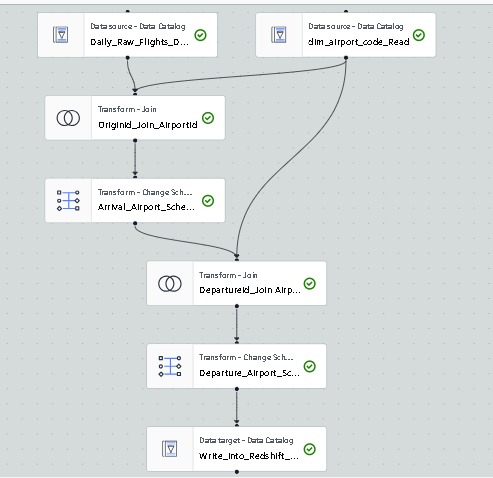 Data source - Data Catalog
Daily_Raw_Flights_D...
Data source - Data Catalog
dim_airport_code_Read
Transform - Join
Originid_Join_Airportid
Transform - Change Sch...
Arrival_Airport_Sche...
Transform - Join
Departureid_Join Airp...
Transform - Change Sch...
Departure_Airport_Sc...
Data target - Data Catalog
Write_into_Redshift_...